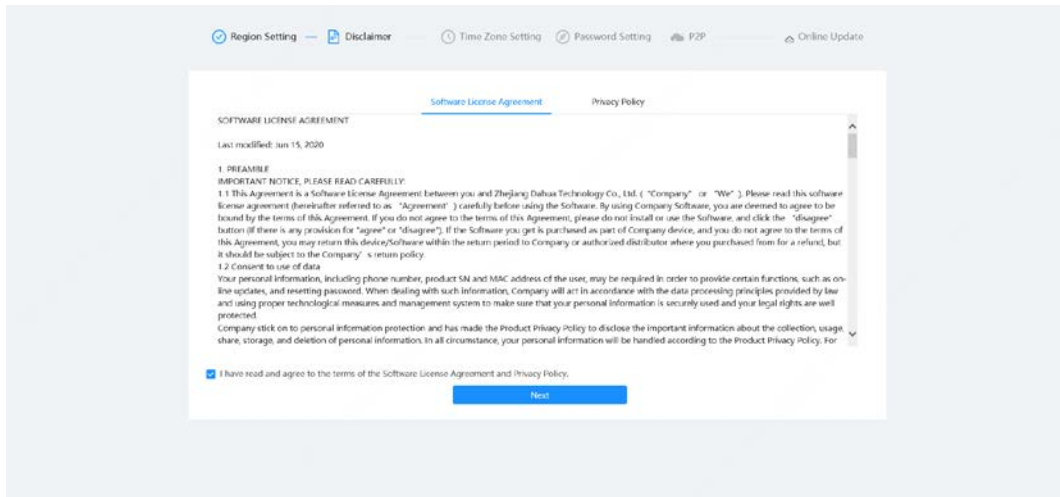 Region Setting
Disclaimer
Time Zone Setting
Password Setting
P2P
Online Update
Software License Agreement
Privacy Policy
SOFTWARE LICENSE AGREEMENT
Last modified: Jun 15, 2020
1. PREAMBLE
IMPORTANT NOTICE, PLEASE READ CAREFULLY:
1.1 This Agreement is a Software License Agreement between you and Zhejiang Dahua Technology Co., Ltd. ( "Company" or "We" ). Please read this software
license agreement (hereinafter referred to as "Agreement" ) carefully before using the Software. By using Company Software, you are deemed to agree to be
bound by the terms of this Agreement. If you do not agree to the terms of this Agreement, please do not install or use the Software, and click the "disagree"
button (if there is any provision for "agree" or "disagree"). If the Software you get is purchased as part of Company device, and you do not agree to the terms of
this Agreement, you may return this device/Software within the return period to Company or authorized distributor where you purchased from for a refund, but
it should be subject to the Company' s return policy.
1.2 Consent to use of data
Your personal information, including phone number, product SN and MAC address of the user, may be required in order to provide certain functions, such as on-
line updates, and resetting password. When dealing with such information, Company will act in accordance with the data processing principles provided by law
and using proper technological measures and management system to make sure that your personal information is securely used and your legal rights are well
protected.
Company stick on to personal information protection and has made the Product Privacy Policy to disclose the important information about the collection, usage,
share, storage, and deletion of personal information. In all circumstance, your personal information will be handled according to the Product Privacy Policy. For
I have read and agree to the terms of the Software License Agreement and Privacy Policy.
Next